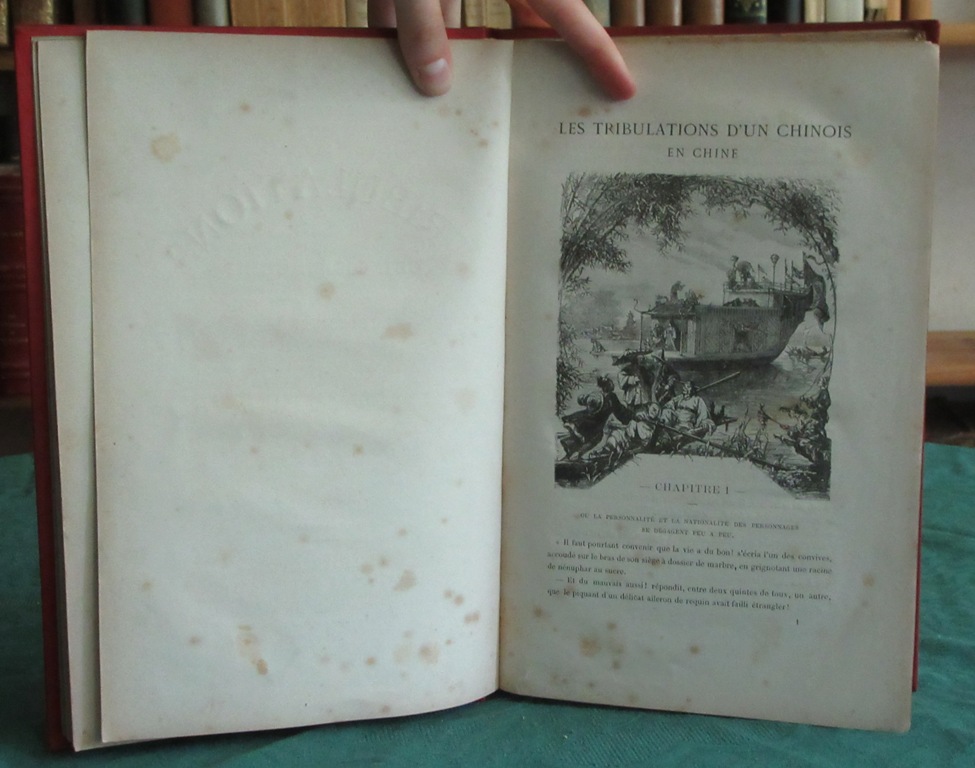 LES TRIBULATIONS D'UN CHINOIS
EN CHINE
— CHAPITRE I —
OÙ LA PERSONNALITÉ ET LA NATIONALITÉ DES PERSONNAGES
SE DÉGAGENT PEU A PEU.
« Il faut pourtant convenir que la vie a du bon! s'écria l'un des convives,
accoudé sur le bras de son siège à dossier de marbre, en grignotant une racine
de nénuphar au sucre.
— Et du mauvais aussi! répondit, entre deux quintes de toux, un autre,
que le piquant d'un délicat aileron de requin avait failli étrangler!
1